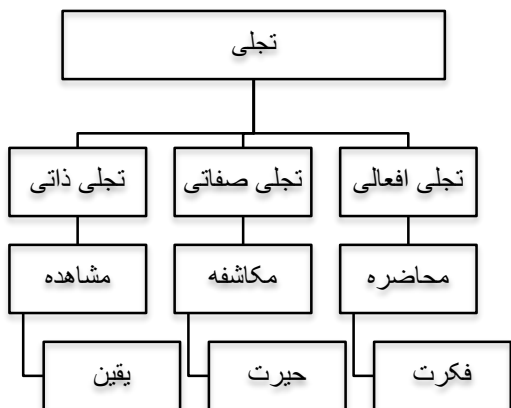 تجلی
تجلی افعالی
تجلی صفاتی
تجلی ذاتی
محاضره
مکاشفه
مشاهده
فکرت
حیرت
یقین